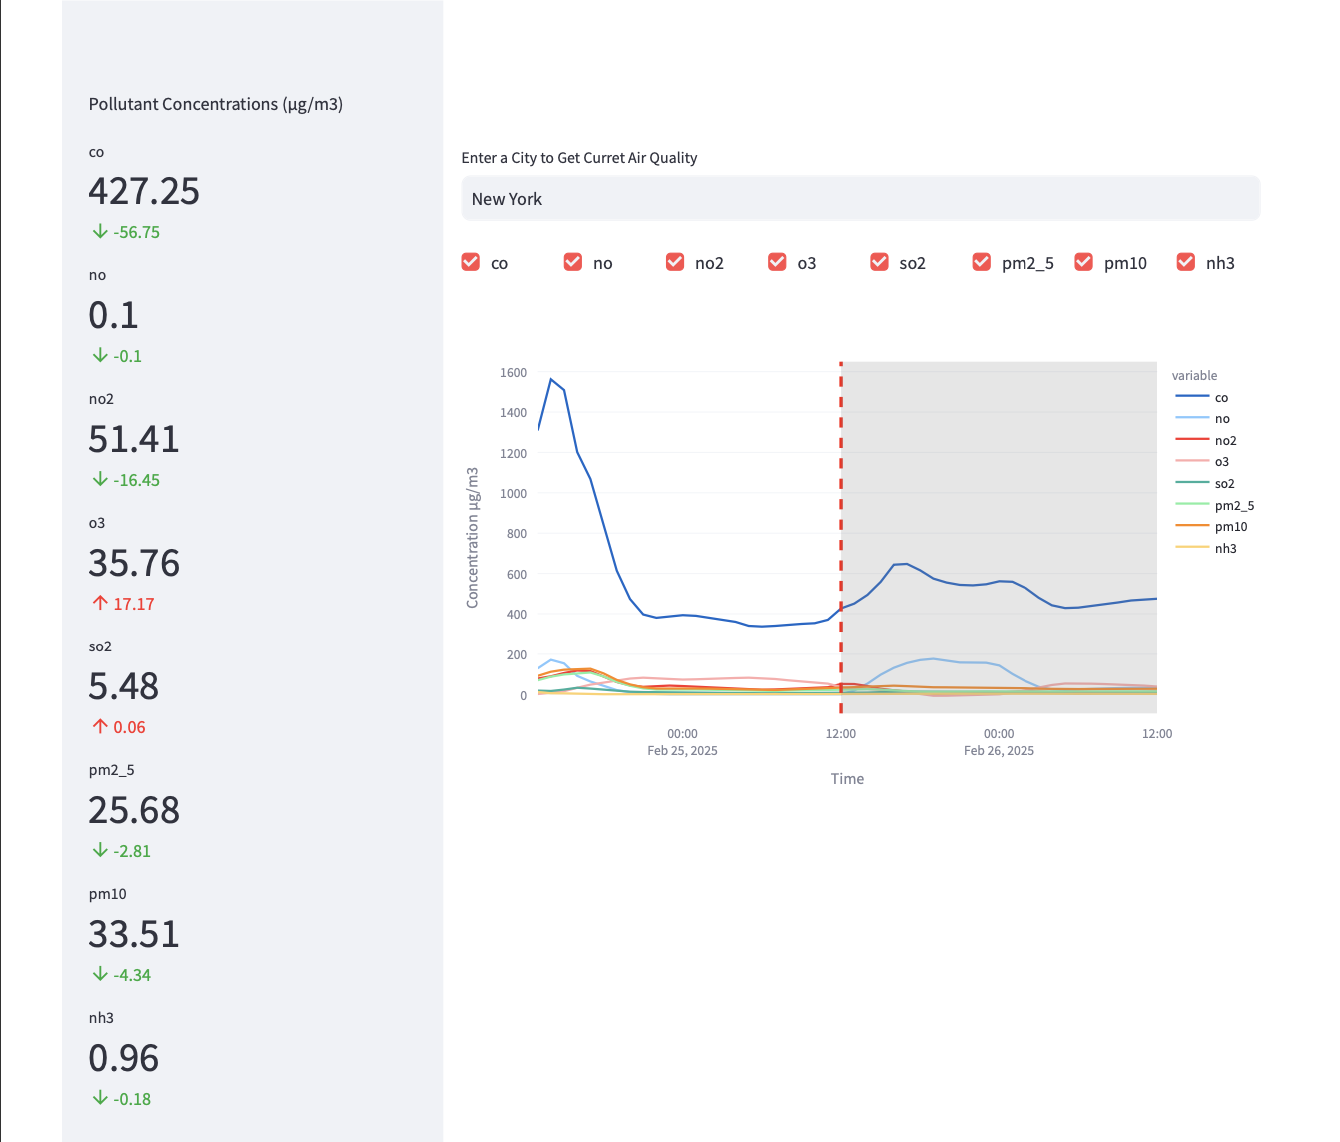 Pollutant Concentrations (µg/m3)
co
427.25
-56.75
no
0.1
-0.1
no2
51.41
-16.45
o3
35.76
17.17
so2
5.48
0.06
pm2_5
25.68
-2.81
pm10
33.51
-4.34
nh3
0.96
-0.18
Enter a City to Get Curret Air Quality
New York
co no no2 o3 so2 pm2_5 pm10 nh3
Concentration µg/m3
1600
1400
1200
1000
800
600
400
200
0
00:00 12:00 00:00 12:00
Feb 25, 2025 Feb 26, 2025
Time
variable
co
no
no2
o3
so2
pm2_5
pm10
nh3